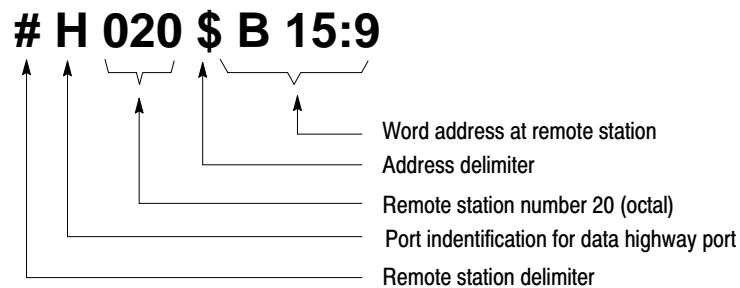 # H 020 $ B 15:9
Word address at remote station
Address delimiter
Remote station number 20 (octal)
Port indentification for data highway port
Remote station delimiter